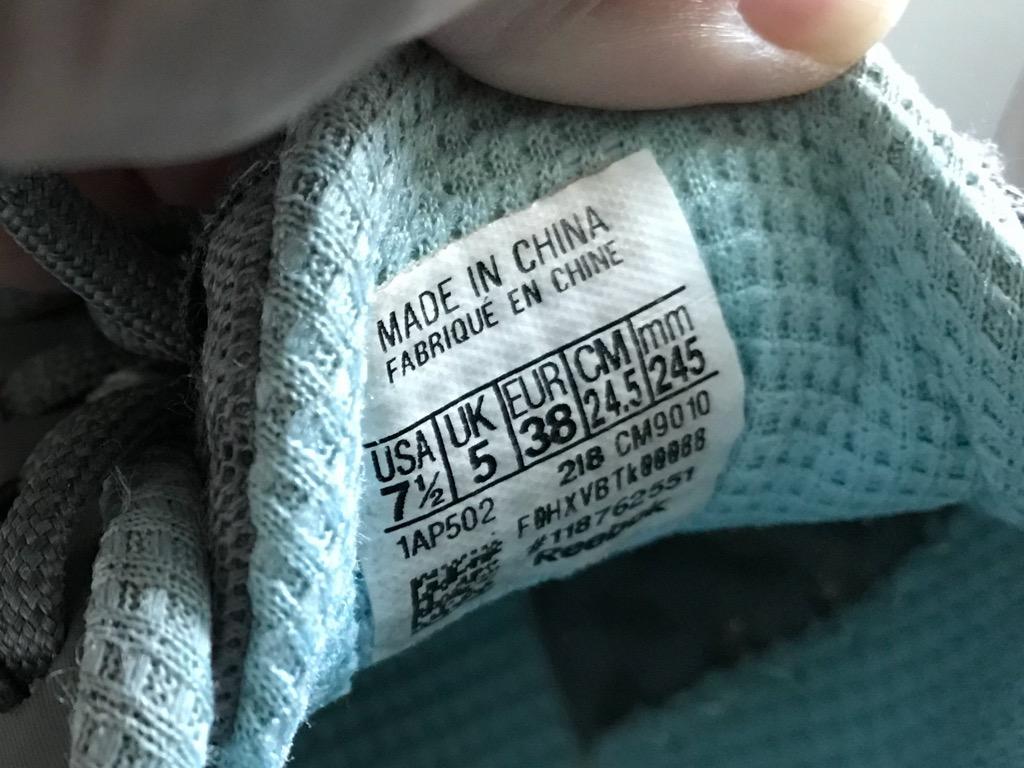 MADE IN CHINA
FABRIQUÉ EN CHINE
USA UK EUR CM mm
7½ 5 38 24.5 245
1AP502 218 CM9010
#118762551
Reebok